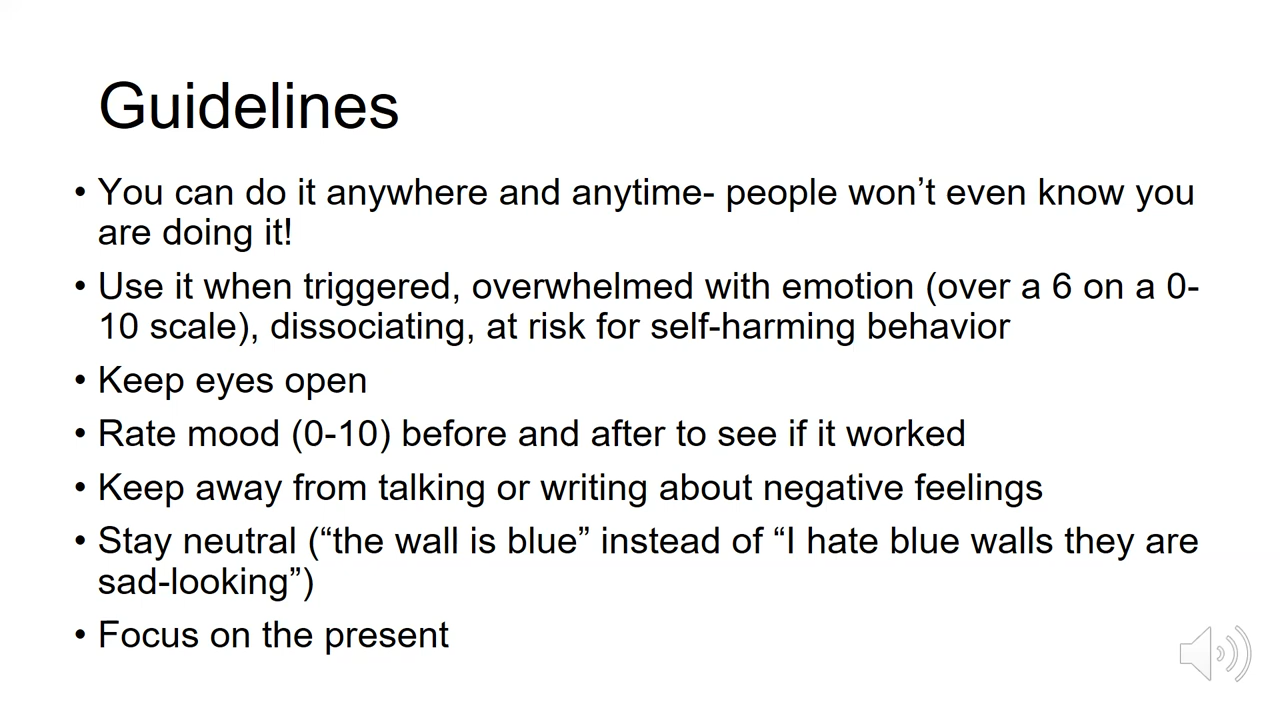 Guidelines
• You can do it anywhere and anytime- people won’t even know you
are doing it!
• Use it when triggered, overwhelmed with emotion (over a 6 on a 0-
10 scale), dissociating, at risk for self-harming behavior
• Keep eyes open
• Rate mood (0-10) before and after to see if it worked
• Keep away from talking or writing about negative feelings
• Stay neutral (“the wall is blue” instead of “I hate blue walls they are
sad-looking”)
• Focus on the present